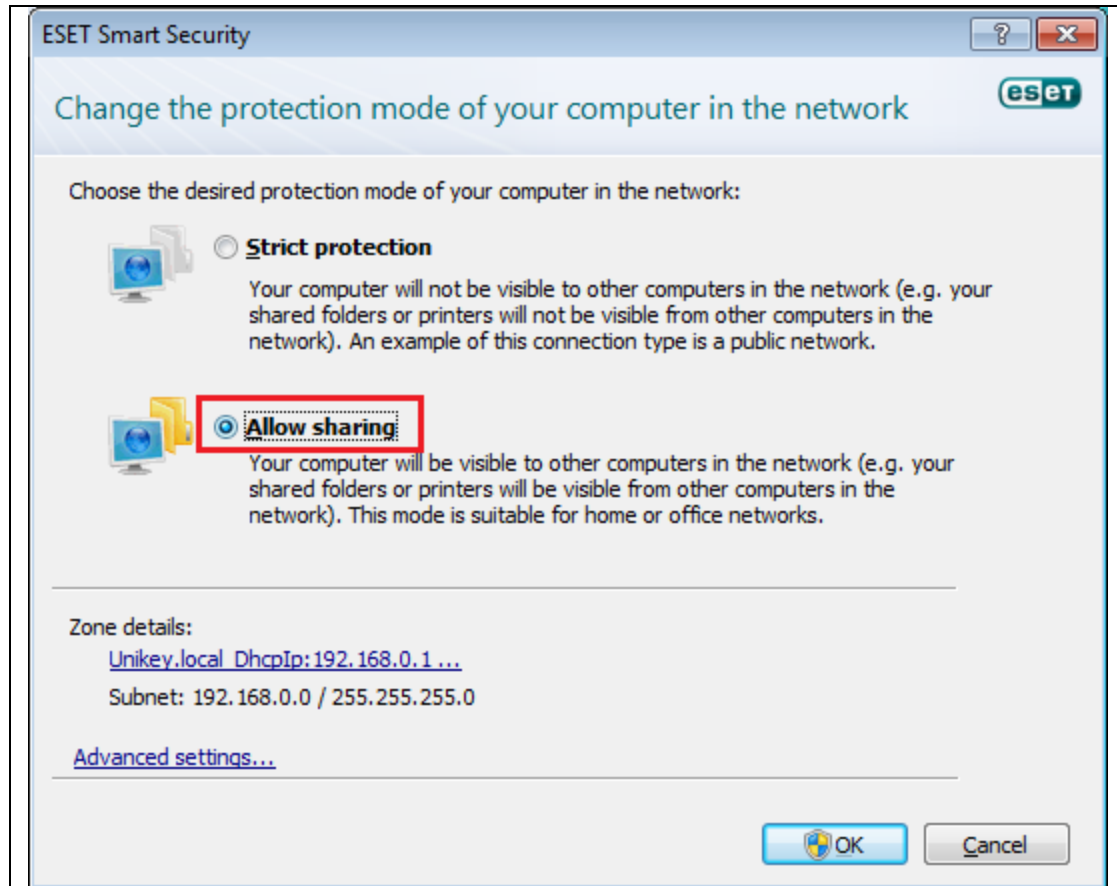 ESET Smart Security
?
eseT
Change the protection mode of your computer in the network
Choose the desired protection mode of your computer in the network:
Strict protection
Your computer will not be visible to other computers in the network (e.g. your
shared folders or printers will not be visible from other computers in the
network). An example of this connection type is a public network.
Allow sharing
Your computer will be visible to other computers in the network (e.g. your
shared folders or printers will be visible from other computers in the
network). This mode is suitable for home or office networks.
Zone details:
Unikey.local DhcpIp:192.168.0.1 ...
Subnet: 192.168.0.0 / 255.255.255.0
Advanced settings...
OK
Cancel